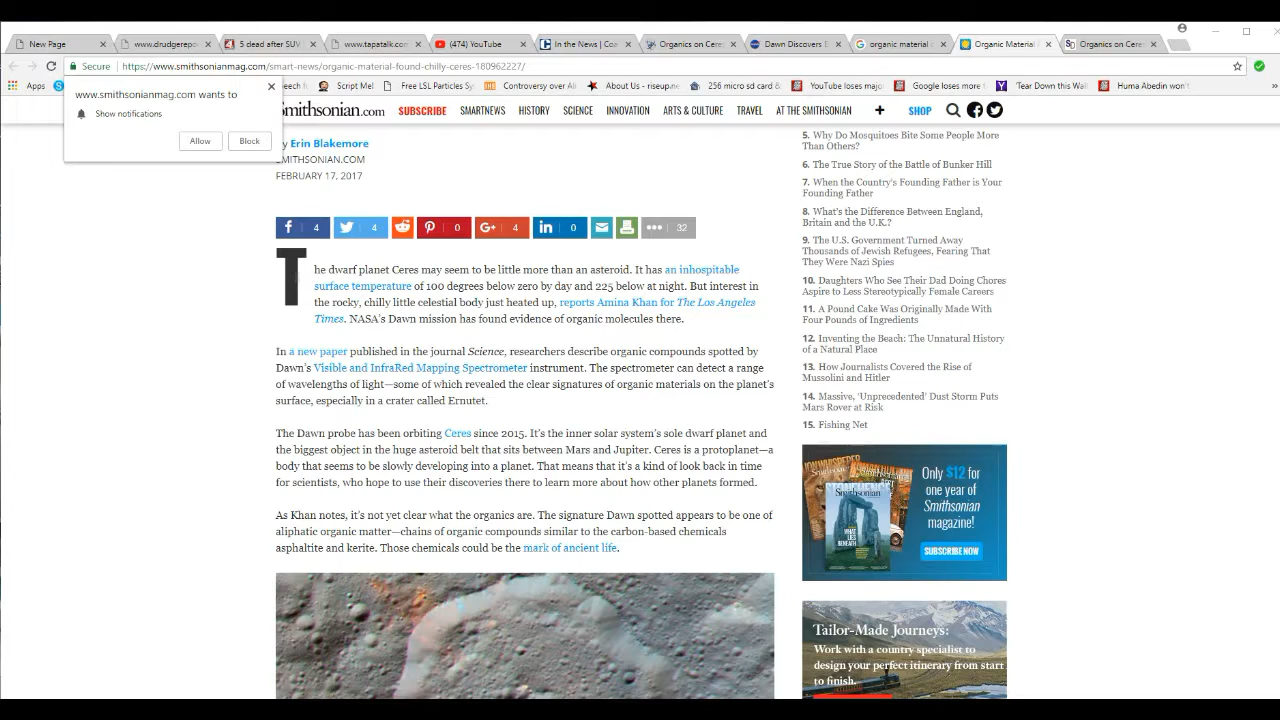 New Page
www.drudgerepo
5 dead after SUV
www.tapatalk.com
(474) YouTube
In the News | Coa
Organics on Ceres
Dawn Discovers E
organic material o
Organic Material F
Organics on Ceres
Secure
https://www.smithsonianmag.com/smart-news/organic-material-found-chilly-ceres-180962227/
Apps
Free LSL Scripts Sy
Conspiracies
About Us - riseup.ne
256 micro sd card &
YouTube loses major
Google loses more
Tear Down this Wall
Huma Abedin won't
www.smithsonianmag.com wants to
Show notifications
Allow
Block
mithsonian.com
SUBSCRIBE
SMARTNEWS
HISTORY
SCIENCE
INNOVATION
ARTS & CULTURE
TRAVEL
AT THE SMITHSONIAN
SHOP
y Erin Blakemore
SMITHSONIAN.COM
FEBRUARY 17, 2017
4
4
0
4
0
32
The dwarf planet Ceres may seem to be little more than an asteroid. It has an inhospitable
surface temperature of 100 degrees below zero by day and 225 below at night. But interest in
the rocky, chilly little celestial body just heated up, reports Amina Khan for The Los Angeles
Times. NASA's Dawn mission has found evidence of organic molecules there.
In a new paper published in the journal Science, researchers describe organic compounds spotted by
Dawn's Visible and InfraRed Mapping Spectrometer instrument. The spectrometer can detect a range
of wavelengths of light—some of which revealed the clear signatures of organic materials on the planet's
surface, especially in a crater called Ernutet.
The Dawn probe has been orbiting Ceres since 2015. It's the inner solar system's sole dwarf planet and
the biggest object in the huge asteroid belt that sits between Mars and Jupiter. Ceres is a protoplanet—a
body that seems to be slowly developing into a planet. That means that it's a kind of look back in time
for scientists, who hope to use their discoveries there to learn more about how other planets formed.
As Khan notes, it's not yet clear what the organics are. The signature Dawn spotted appears to be one of
aliphatic organic matter—chains of organic compounds similar to the carbon-based chemicals
asphaltite and kerite. Those chemicals could be the mark of ancient life.
5. Why Do Mosquitoes Bite Some People More
Than Others?
6. The True Story of the Battle of Bunker Hill
7. When the Country's Founding Father is Your
Founding Father
8. What's the Difference Between England,
Britain and the U.K.?
9. The U.S. Government Turned Away
Thousands of Jewish Refugees, Fearing That
They Were Nazi Spies
10. Daughters Who See Their Dad Doing Chores
Aspire to Less Stereotypically Female Careers
11. A Pound Cake Was Originally Made With
Four Pounds of Ingredients
12. Inventing the Beach: The Unnatural History
of a Natural Place
13. How Journalists Covered the Rise of
Mussolini and Hitler
14. Massive, 'Unprecedented' Dust Storm Puts
Mars Rover at Risk
15. Fishing Net
Only $12 for
one year of
Smithsonian
magazine!
SUBSCRIBE NOW
Smithsonian
WHAT
LIES
BENEATH
Tailor-Made Journeys:
Work with a country specialist to
design your perfect itinerary from start
to finish.